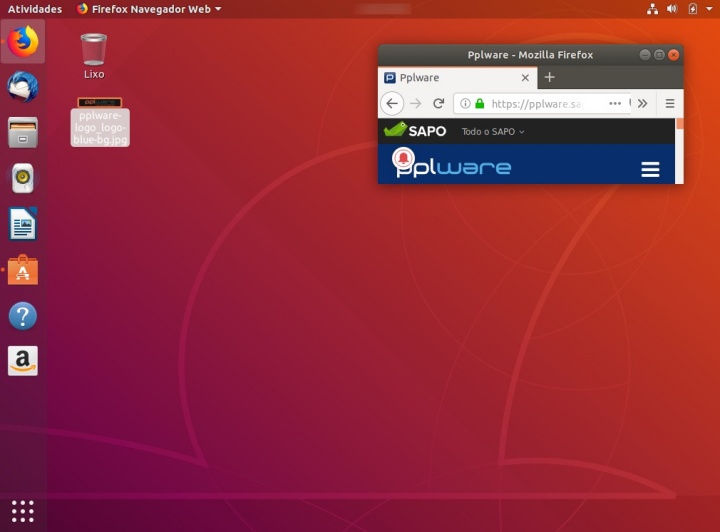 Atividades
Firefox Navegador Web
Lixo
pplware-
logo_logo-
blue-bg.jpg
Pplware - Mozilla Firefox
Pplware
https://pplware.sa
SAPO
Todo o SAPO
pplware